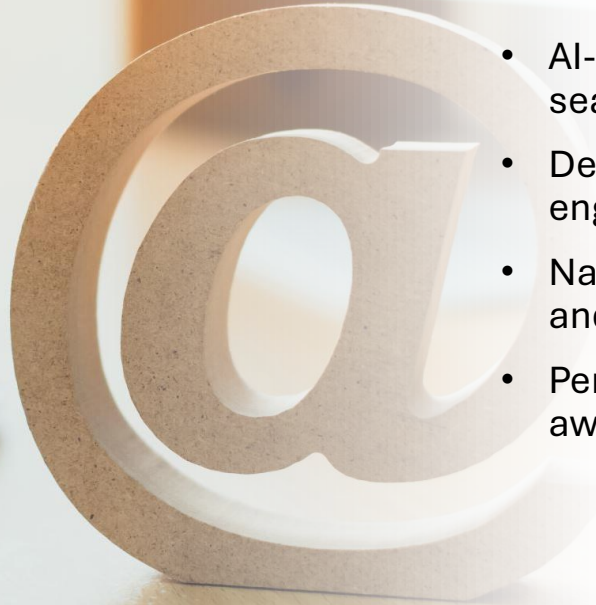 @
• AI-
sea
• De
eng
• Na
and
• Per
aw